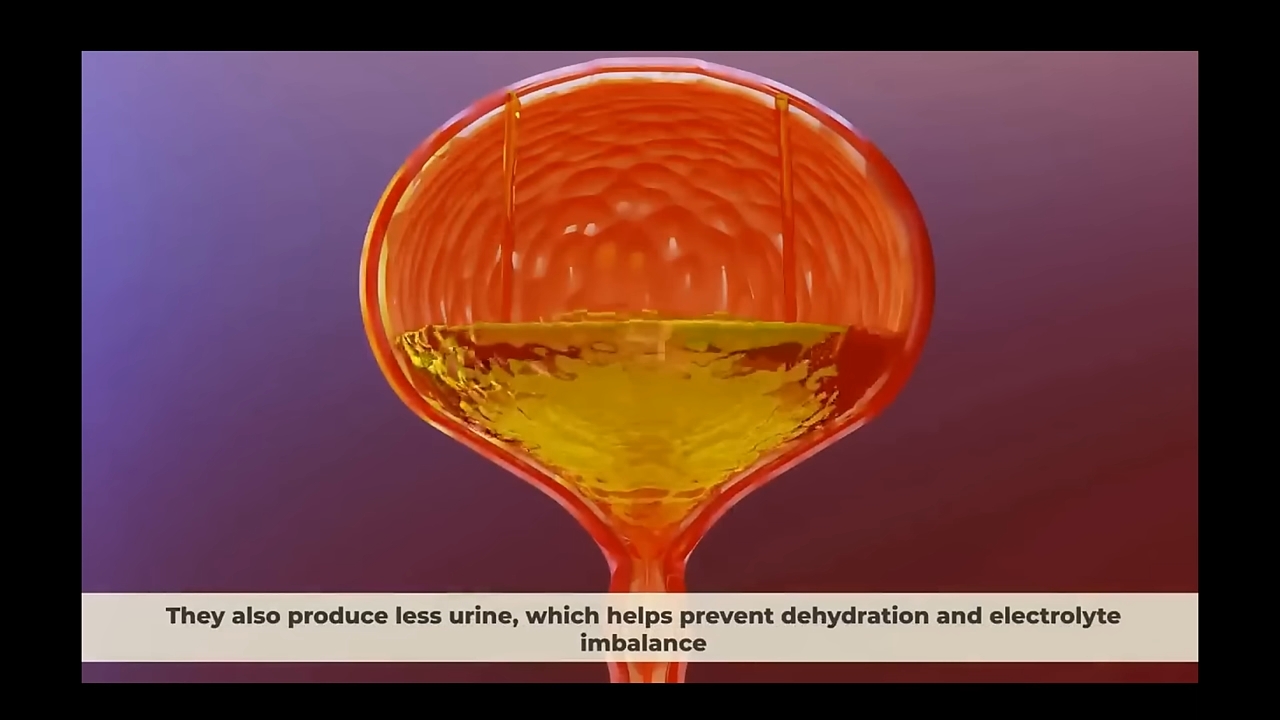 They also produce less urine, which helps prevent dehydration and electrolyte
imbalance